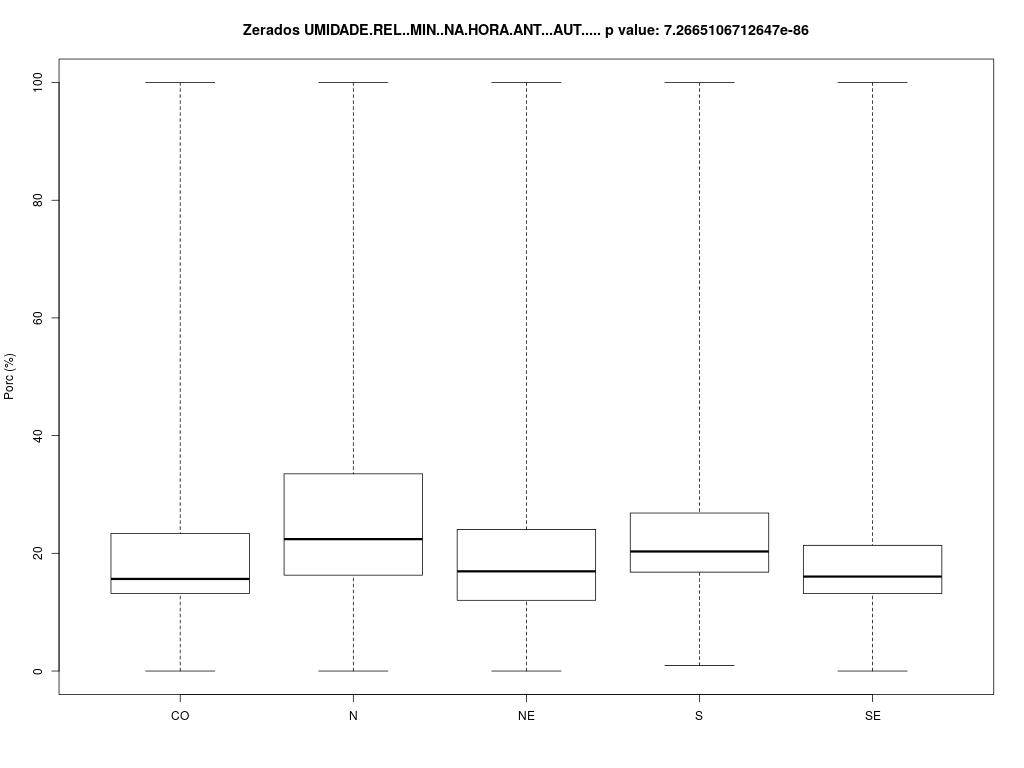 Zerados UMIDADE.REL..MIN..NA.HORA.ANT...AUT..... p value: 7.2665106712647e-86
Porc (%)
100
80
60
40
20
0
CO N NE S SE